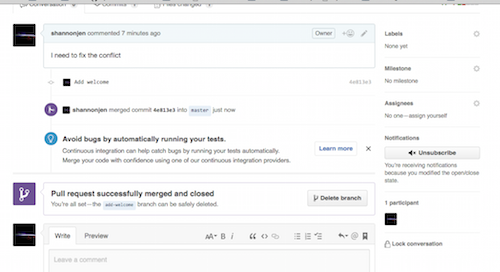 Conversation 0
Commits 1
Files changed 1
shannonjen commented 7 minutes ago
Owner
Labels
None yet
I need to fix the conflict
Milestone
No milestone
Add welcome
4e813e3
Assignees
No one—assign yourself
shannonjen merged commit 4e813e3 into master just now
Notifications
Unsubscribe
Avoid bugs by automatically running your tests.
Continuous integration can help catch bugs by running your tests automatically.
Merge your code with confidence using one of our continuous integration providers.
Learn more
You're receiving notifications
because you modified the open/close
state.
Pull request successfully merged and closed
You're all set—the add-welcome branch can be safely deleted.
Delete branch
1 participant
Lock conversation
Write
Preview
AA
B
i
Leave a comment